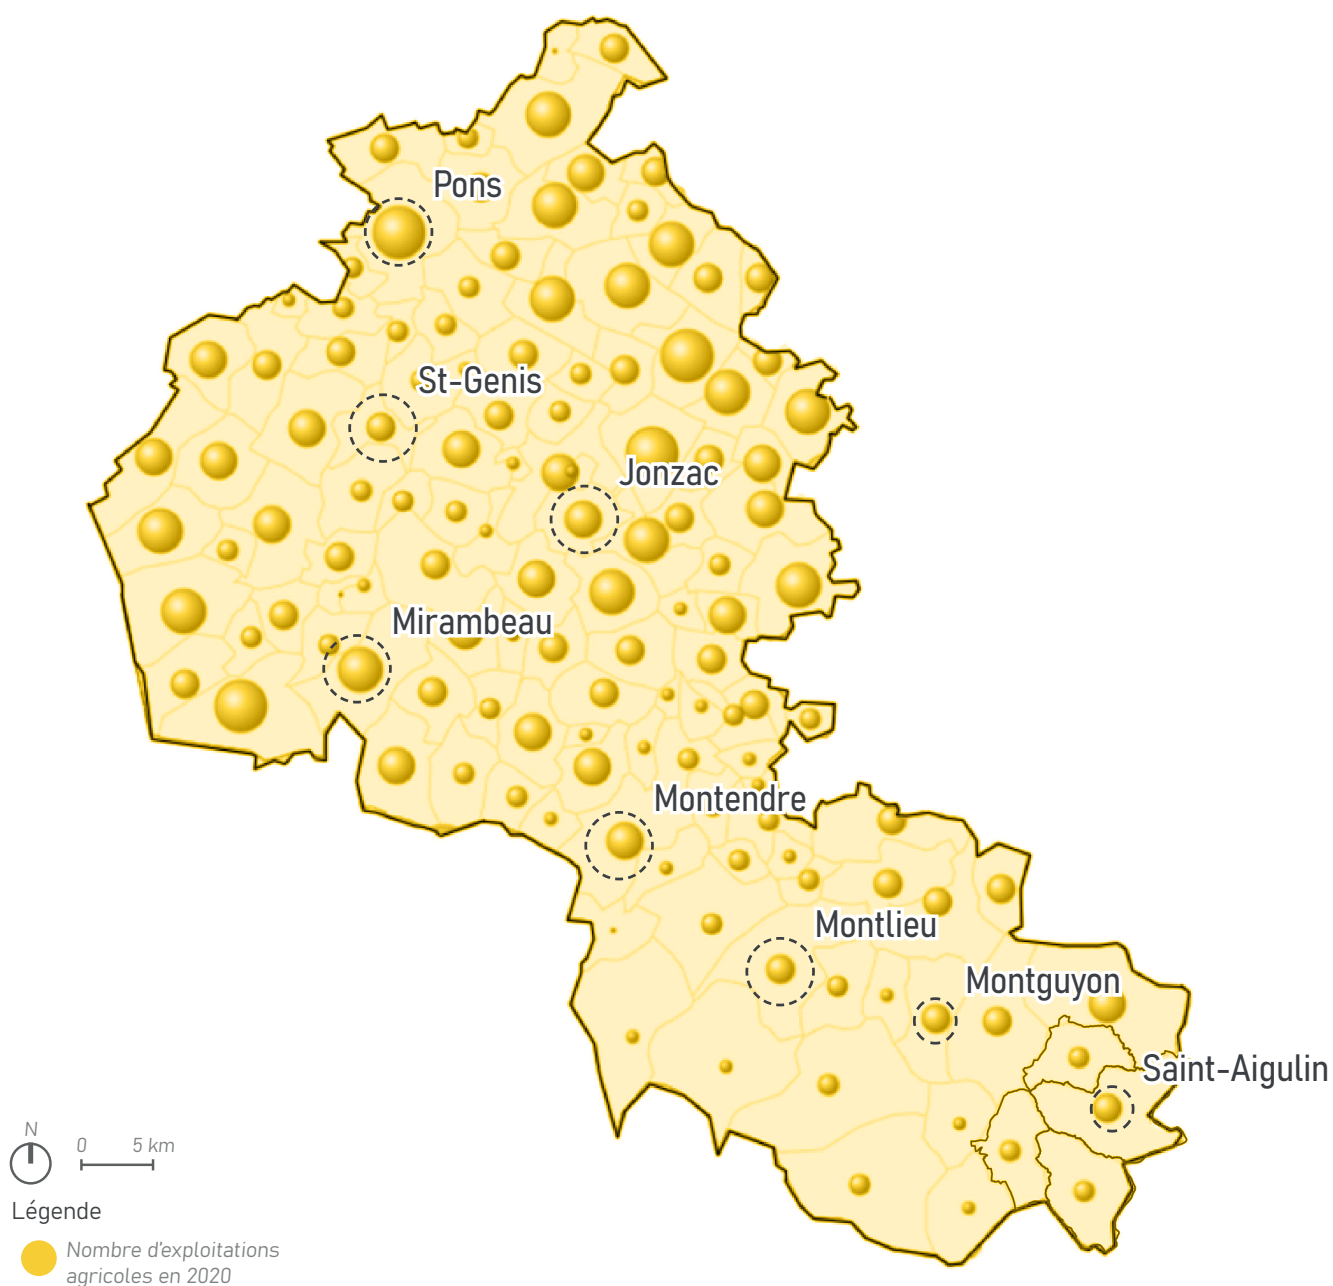 Pons
St-Genis
Jonzac
Mirambeau
Montendre
Montlieu
Montguyon
Saint-Aigulin
N
0 5 km
Légende
Nombre d'exploitations
agricoles en 2020